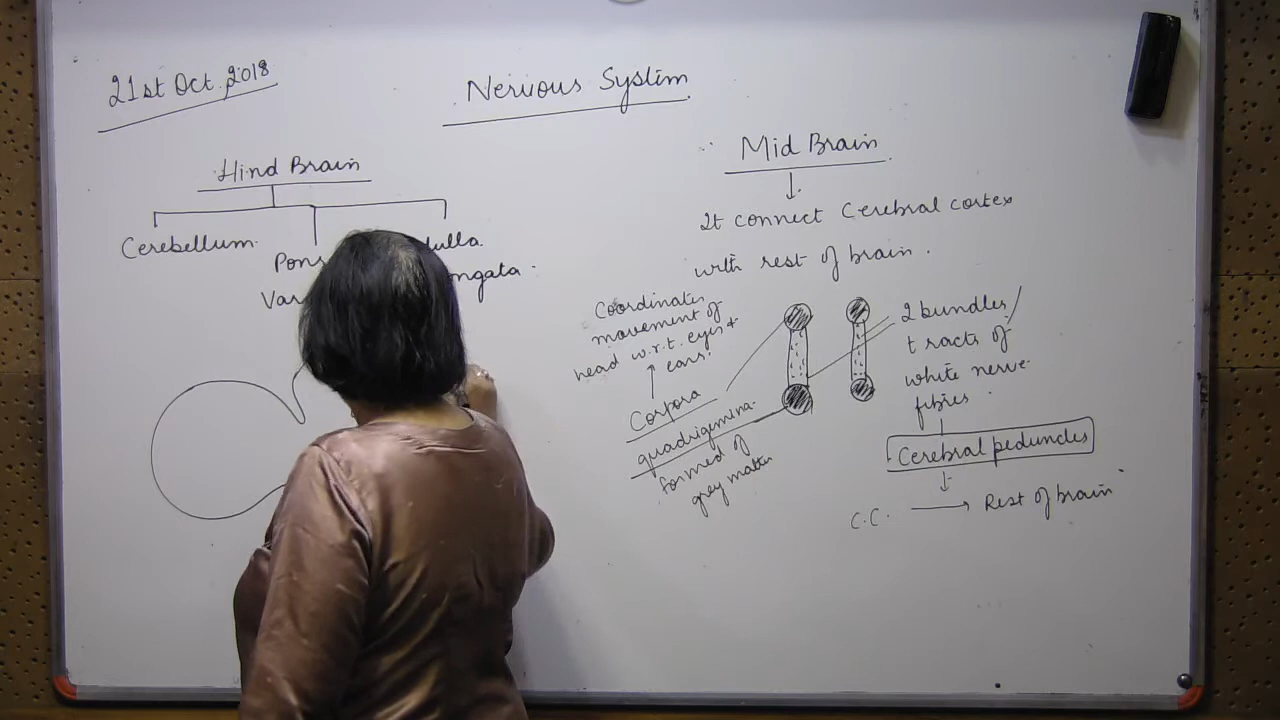 21st Oct, 2018
Nervous System
Hind Brain
Cerebellum.
Pons
Mid Brain
It connect Cerebral cortex
with rest of brain.
Coordinates
movement of
head w.r.t. eyes +
ears.
Corpora
quadrigemina.
formed of
grey matter
2 bundles/
tracts of
white nerve
fibres.
Cerebral peduncles
C.C. → Rest of brain